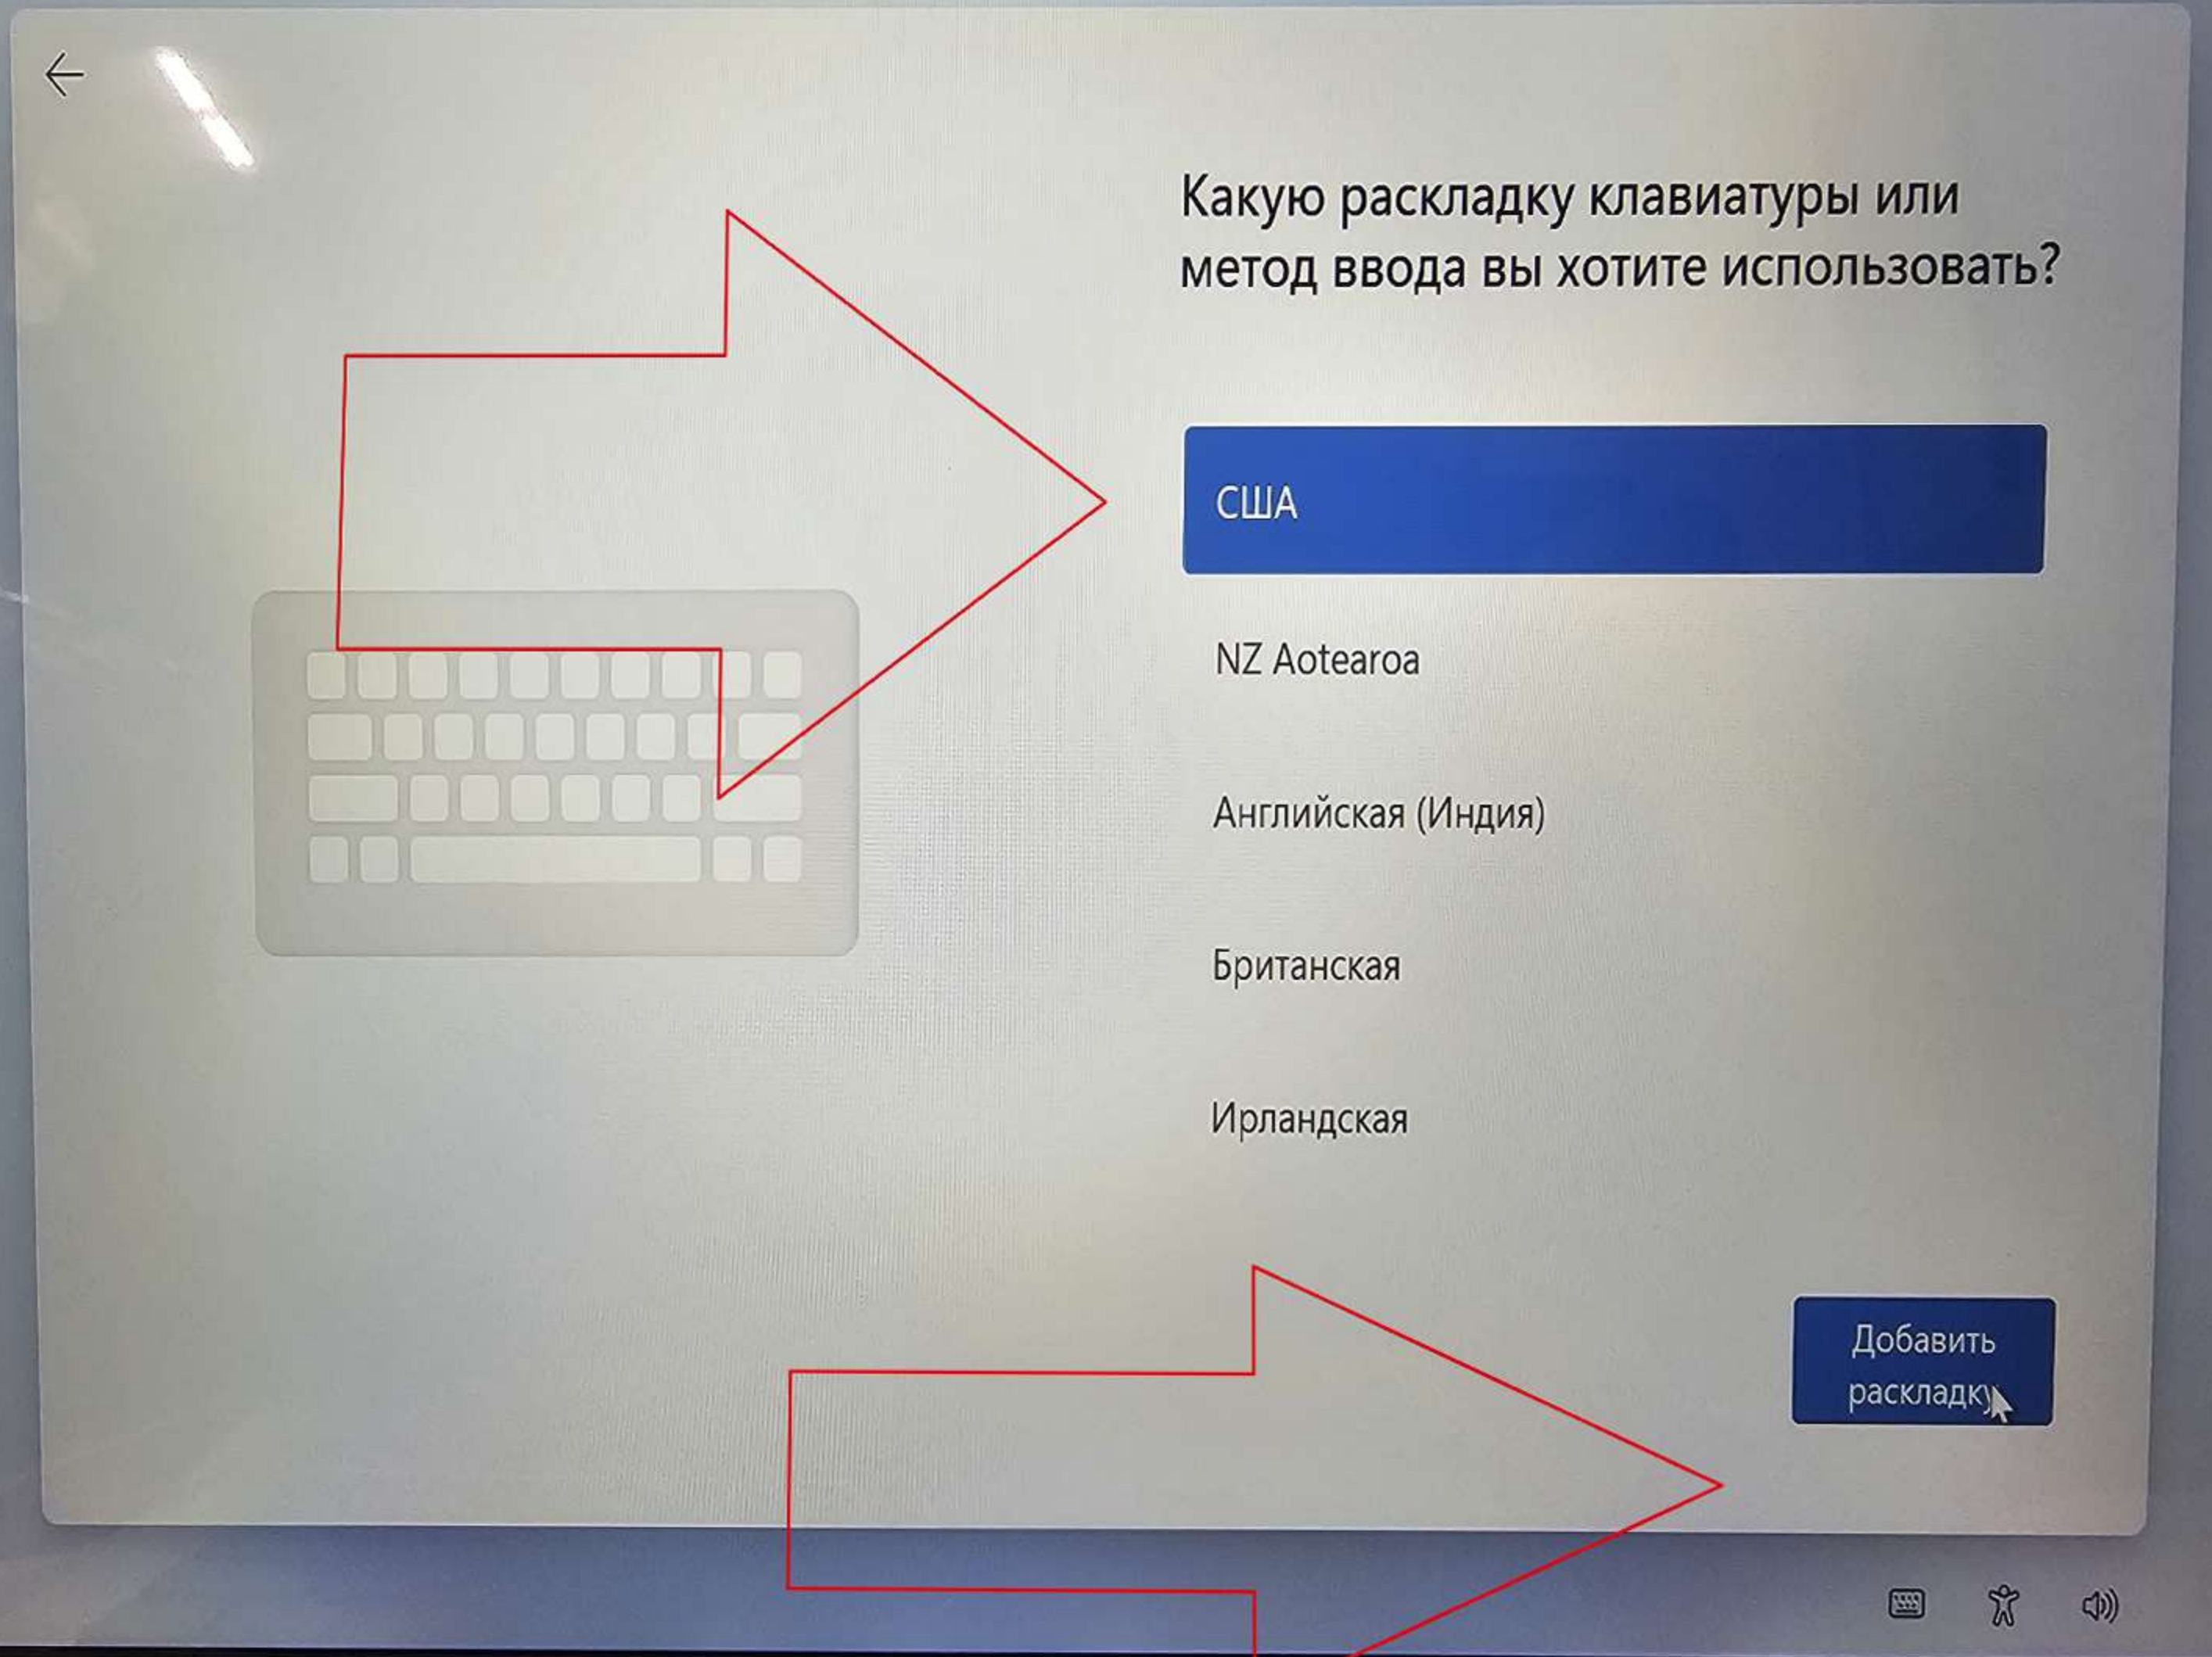 Какую раскладку клавиатуры или
метод ввода вы хотите использовать?
США
NZ Aotearoa
Английская (Индия)
Британская
Ирландская
Добавить
раскладку